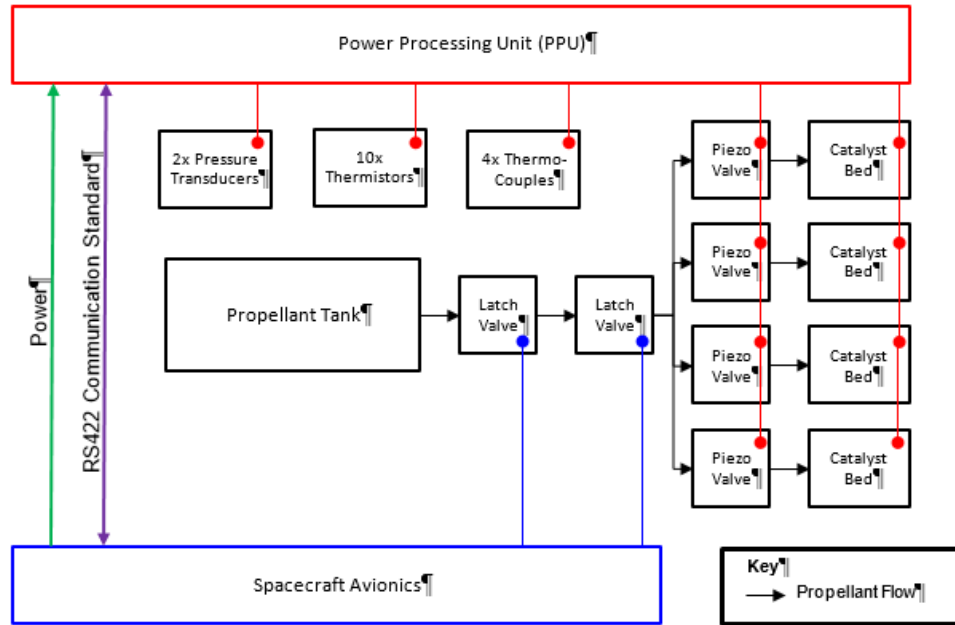 Power Processing Unit (PPU)¶
2x Pressure
Transducers¶
10x
Thermistors¶
4x Thermo-
Couples¶
Piezo
Valve¶
Catalyst
Bed¶
Piezo
Valve¶
Catalyst
Bed¶
Propellant Tank¶
Latch
Valve¶
Latch
Valve¶
Piezo
Valve¶
Catalyst
Bed¶
Piezo
Valve¶
Catalyst
Bed¶
Power¶
RS422 Communication Standard¶
Spacecraft Avionics¶
Key¶
Propellant Flow¶